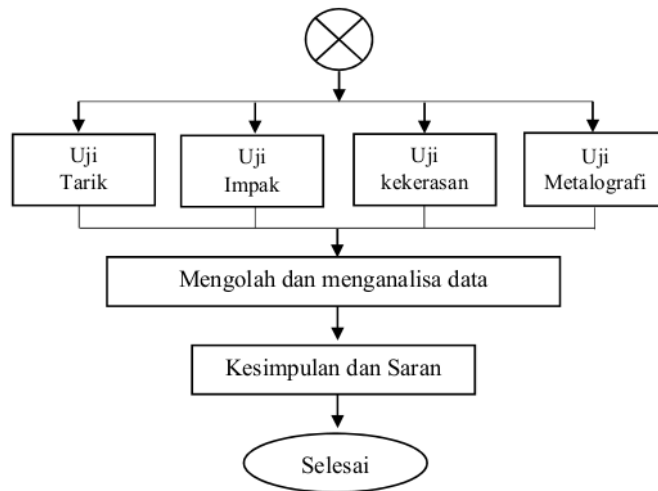 Uji
Tarik
Uji
Impak
Uji
kekerasan
Uji
Metalografi
Mengolah dan menganalisa data
Kesimpulan dan Saran
Selesai